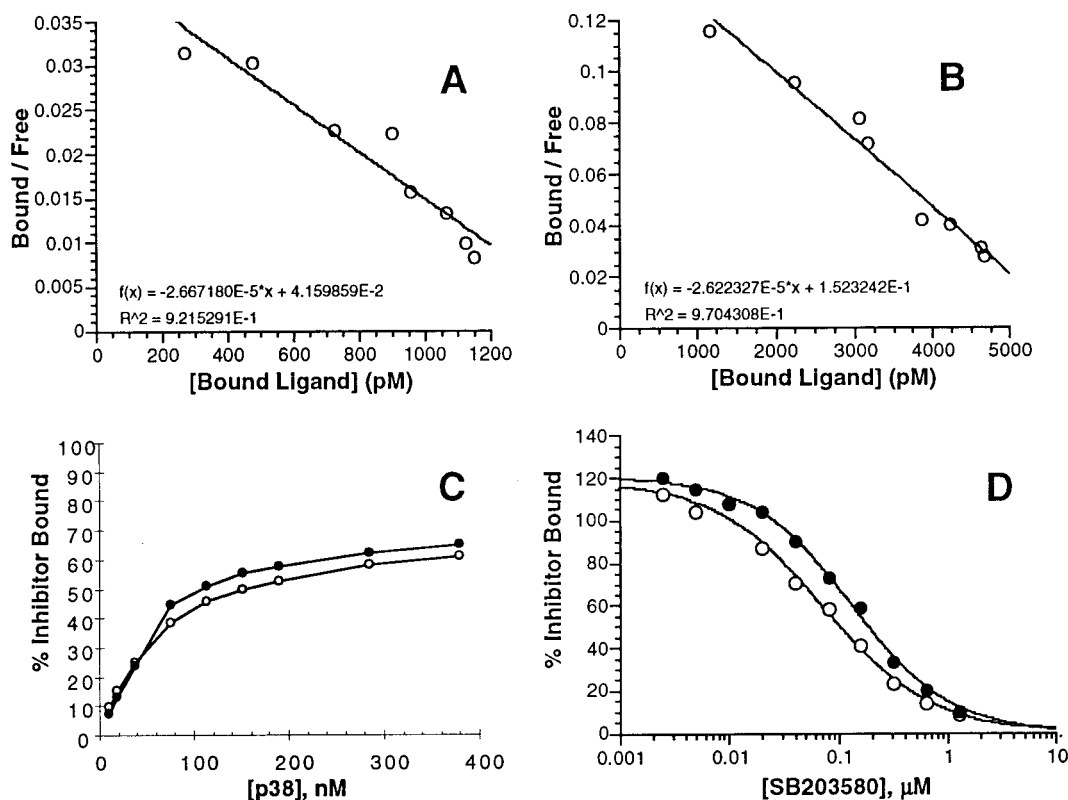 A
Bound / Free
0.035
0.03
0.025
0.02
0.015
0.01
0.005
0
f(x) = -2.667180E-5*x + 4.159859E-2
R^2 = 9.215291E-1
0 200 400 600 800 1000 1200
[Bound Ligand] (pM)
B
Bound / Free
0.12
0.1
0.08
0.06
0.04
0.02
0
f(x) = -2.622327E-5*x + 1.523242E-1
R^2 = 9.704308E-1
0 1000 2000 3000 4000 5000
[Bound Ligand] (pM)
C
% Inhibitor Bound
100
90
80
70
60
50
40
30
20
10
0
0 100 200 300 400
[p38], nM
D
% Inhibitor Bound
140
120
100
80
60
40
20
0
0.001 0.01 0.1 1 10
[SB203580], μM